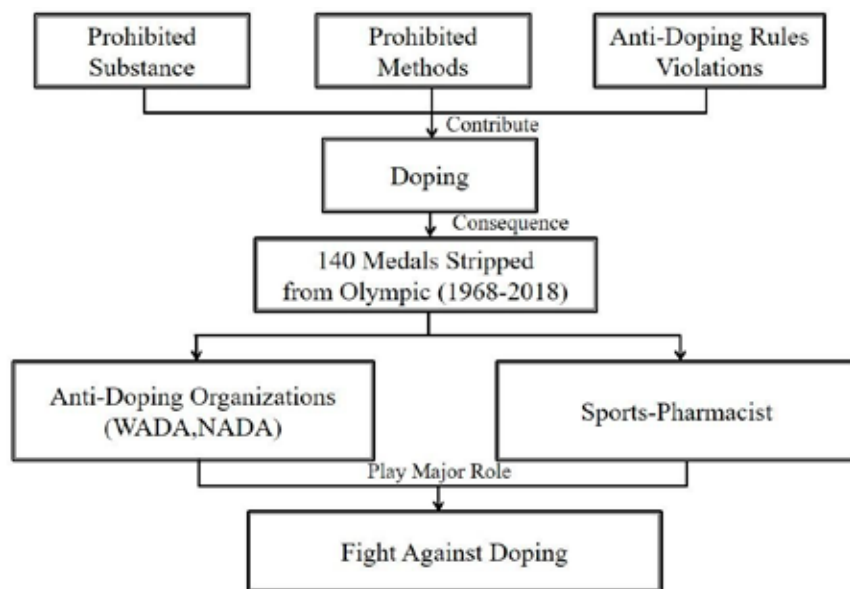 Prohibited
Substance
Prohibited
Methods
Anti-Doping Rules
Violations
Contribute
Doping
Consequence
140 Medals Stripped
from Olympic (1968-2018)
Anti-Doping Organizations
(WADA,NADA)
Sports-Pharmacist
Play Major Role
Fight Against Doping